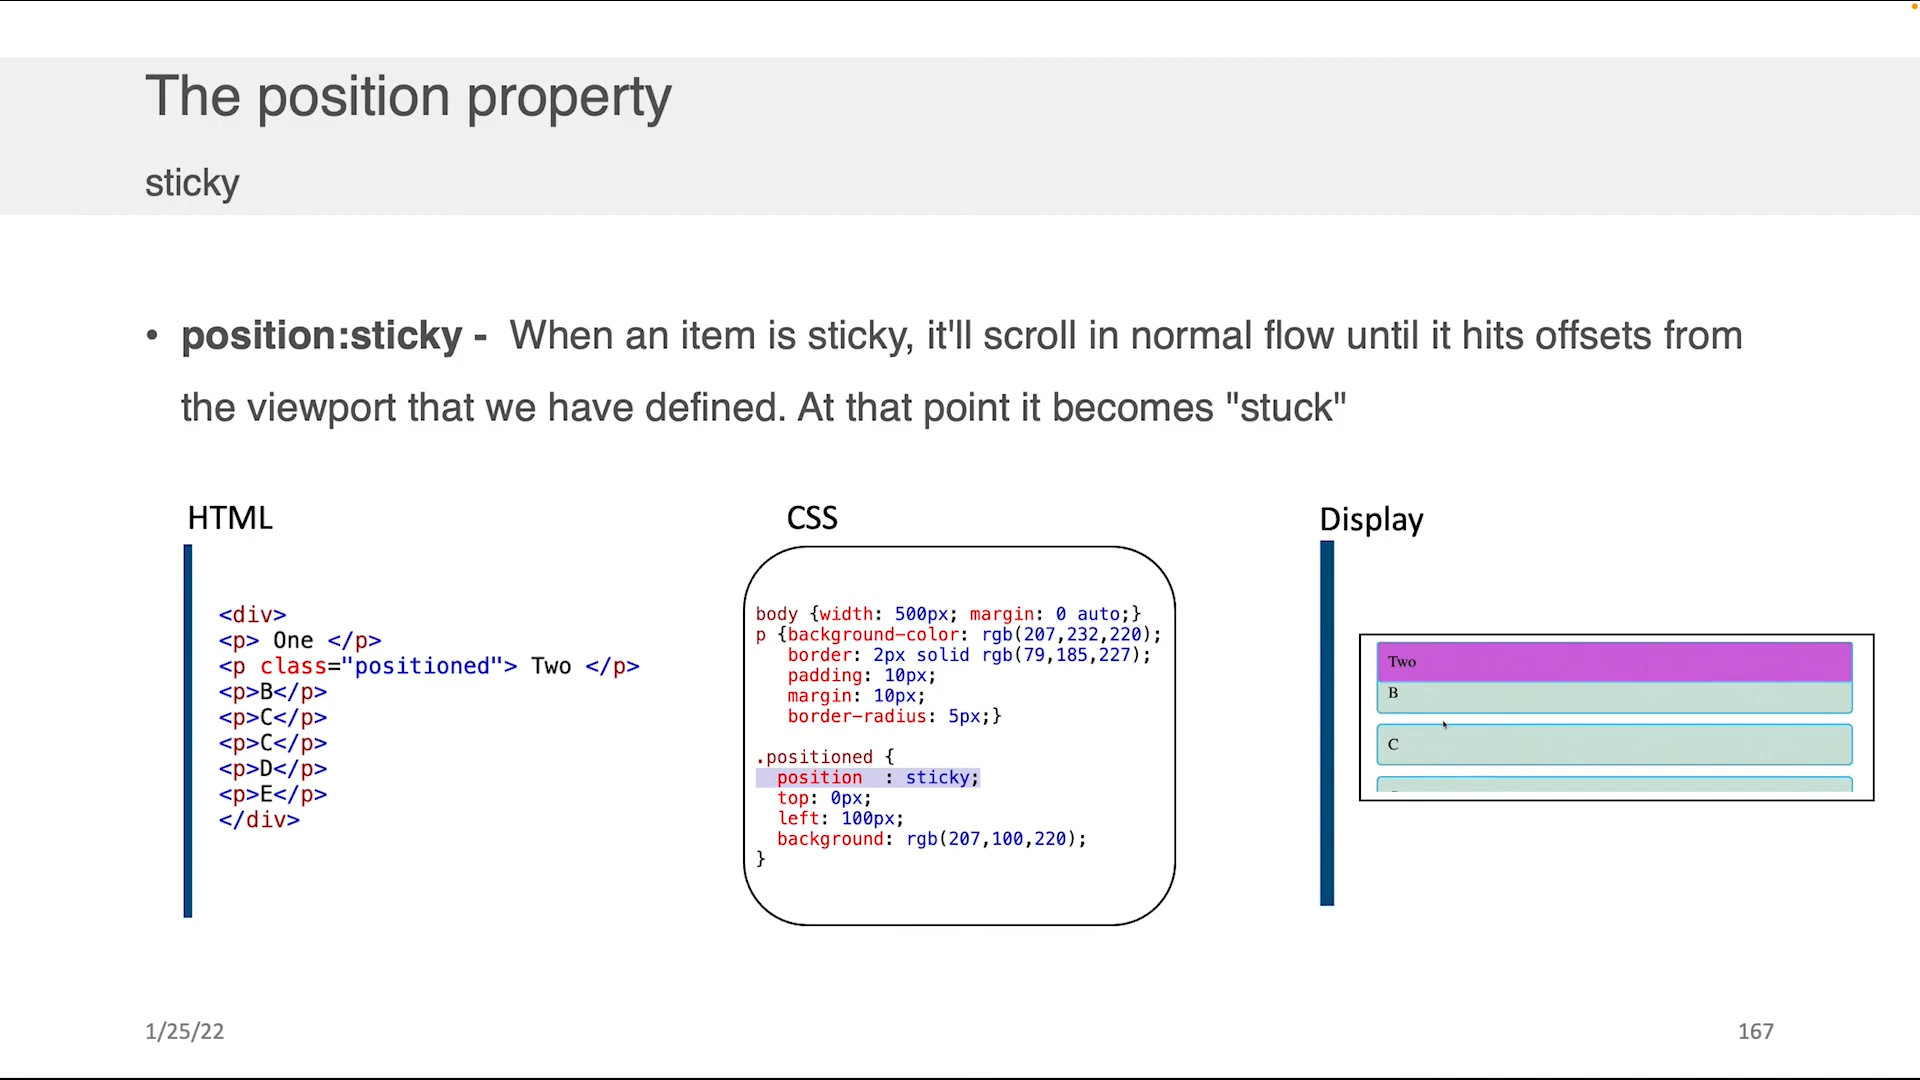 The position property
sticky
• position:sticky - When an item is sticky, it'll scroll in normal flow until it hits offsets from
the viewport that we have defined. At that point it becomes "stuck"
HTML
<div>
<p> One </p>
<p class="positioned"> Two </p>
<p>B</p>
<p>C</p>
<p>C</p>
<p>D</p>
<p>E</p>
</div>
CSS
body {width: 500px; margin: 0 auto;}
p {background-color: rgb(207,232,220);
border: 2px solid rgb(79,185,227);
padding: 10px;
margin: 10px;
border-radius: 5px;}
.positioned {
position : sticky;
top: 0px;
left: 100px;
background: rgb(207,100,220);
}
Display
Two
B
C
1/25/22
167